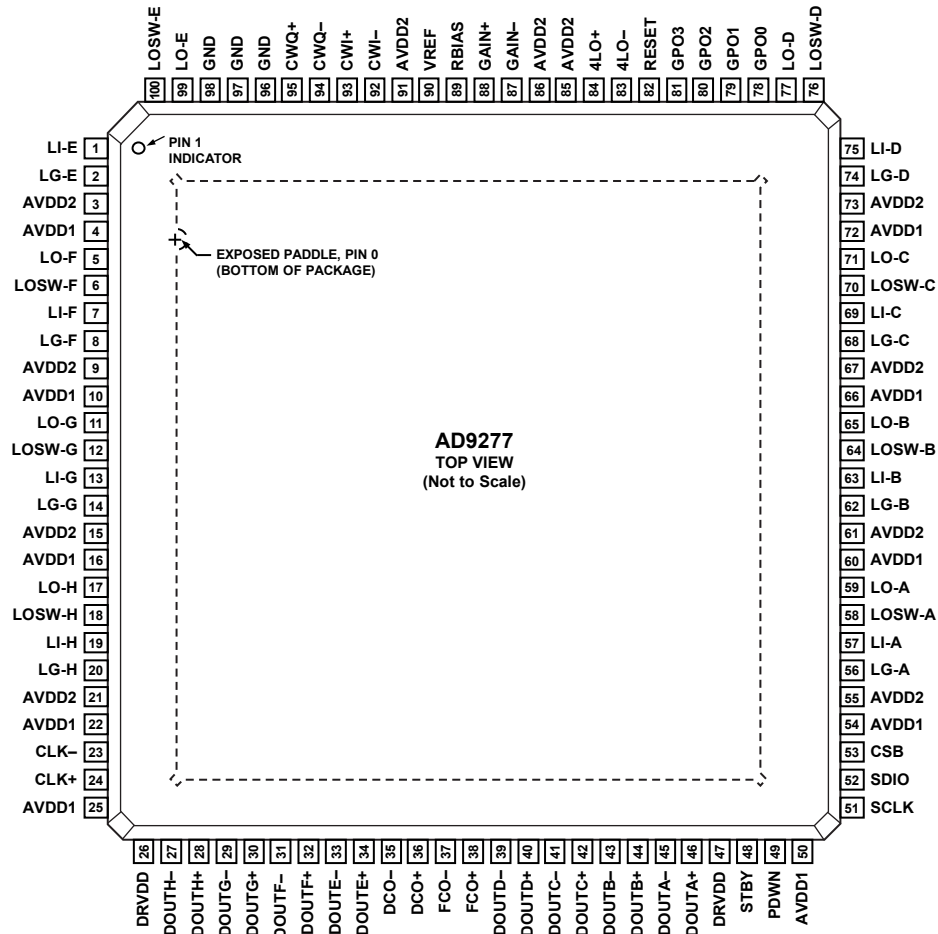 LOSW-E
LO-E
GND
GND
GND
CWQ+
CWQ–
CWI+
CWI–
AVDD2
VREF
RBIAS
GAIN+
GAIN–
AVDD2
AVDD2
4LO+
4LO–
RESET
GPO3
GPO2
GPO1
GPO0
LO-D
LOSW-D
100 99 98 97 96 95 94 93 92 91 90 89 88 87 86 85 84 83 82 81 80 79 78 77 76
PIN 1
INDICATOR
EXPOSED PADDLE, PIN 0
(BOTTOM OF PACKAGE)
LI-E 1
LG-E 2
AVDD2 3
AVDD1 4
LO-F 5
LOSW-F 6
LI-F 7
LG-F 8
AVDD2 9
AVDD1 10
LO-G 11
LOSW-G 12
LI-G 13
LG-G 14
AVDD2 15
AVDD1 16
LO-H 17
LOSW-H 18
LI-H 19
LG-H 20
AVDD2 21
AVDD1 22
CLK– 23
CLK+ 24
AVDD1 25
AD9277
TOP VIEW
(Not to Scale)
75 LI-D
74 LG-D
73 AVDD2
72 AVDD1
71 LO-C
70 LOSW-C
69 LI-C
68 LG-C
67 AVDD2
66 AVDD1
65 LO-B
64 LOSW-B
63 LI-B
62 LG-B
61 AVDD2
60 AVDD1
59 LO-A
58 LOSW-A
57 LI-A
56 LG-A
55 AVDD2
54 AVDD1
53 CSB
52 SDIO
51 SCLK
26 27 28 29 30 31 32 33 34 35 36 37 38 39 40 41 42 43 44 45 46 47 48 49 50
DRVDD
DOUTH–
DOUTH+
DOUTG–
DOUTG+
DOUTF–
DOUTF+
DOUTE–
DOUTE+
DCO–
DCO+
FCO–
FCO+
DOUTD–
DOUTD+
DOUTC–
DOUTC+
DOUTB–
DOUTB+
DOUTA–
DOUTA+
DRVDD
STBY
PDWN
AVDD1